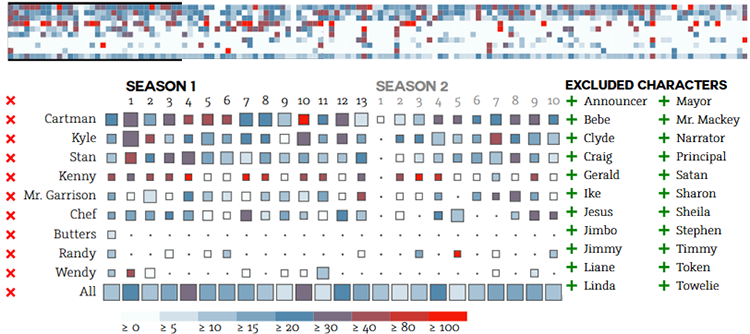 SEASON 1 SEASON 2 EXCLUDED CHARACTERS
1 2 3 4 5 6 7 8 9 10 11 12 13 1 2 3 4 5 6 7 8 9 10
× Cartman + Announcer + Mayor
× Kyle + Bebe + Mr. Mackey
× Stan + Clyde + Narrator
× Kenny + Craig + Principal
× Mr. Garrison + Gerald + Satan
× Chef + Ike + Sharon
× Butters + Jesus + Sheila
× Randy + Jimbo + Stephen
× Wendy + Jimmy + Timmy
× All + Liane + Token
+ Linda + Towelie
≥ 0 ≥ 5 ≥ 10 ≥ 15 ≥ 20 ≥ 30 ≥ 40 ≥ 80 ≥ 100